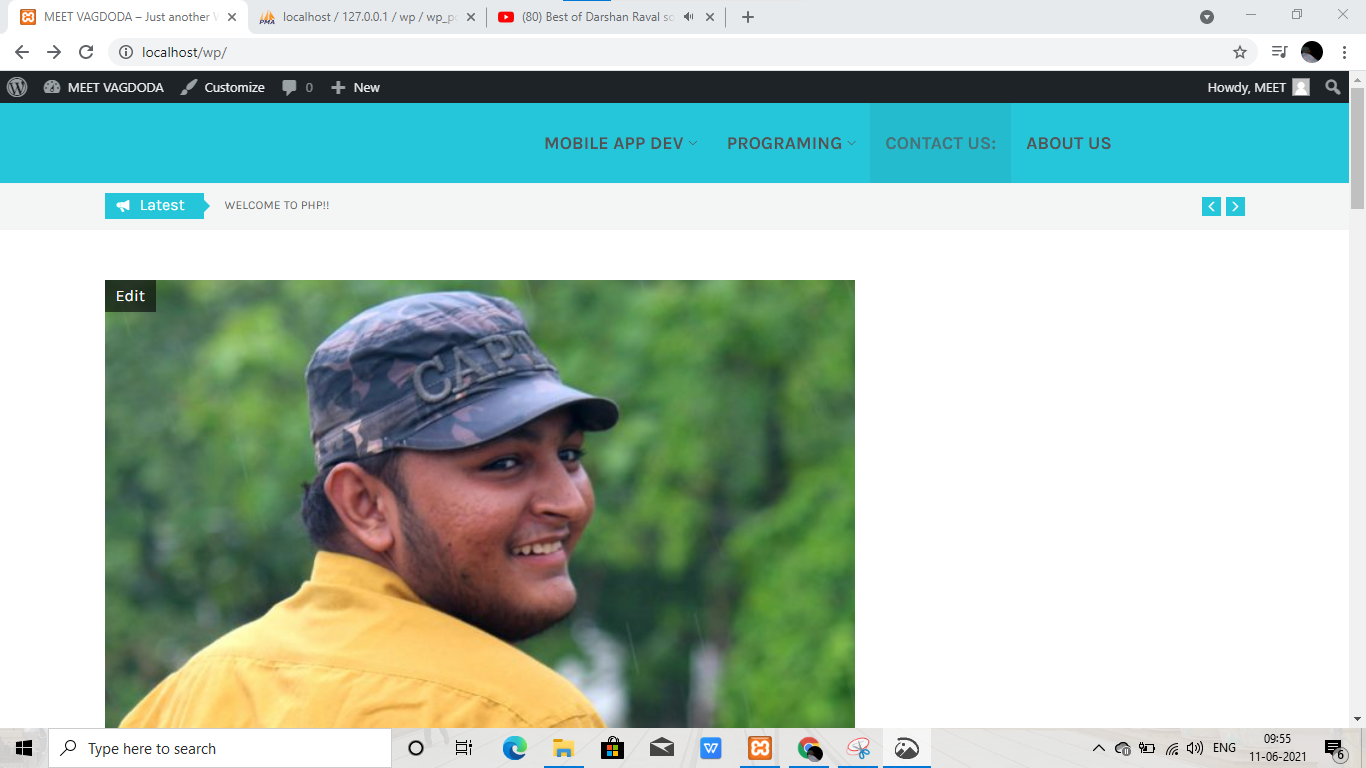 MEET VAGDODA – Just another W
localhost / 127.0.0.1 / wp / wp_po
(80) Best of Darshan Raval so
localhost/wp/
MEET VAGDODA
Customize
0
New
Howdy, MEET
MOBILE APP DEV
PROGRAMING
CONTACT US:
ABOUT US
Latest
WELCOME TO PHP!!
Edit
Type here to search
ENG
09:55
11-06-2021
6